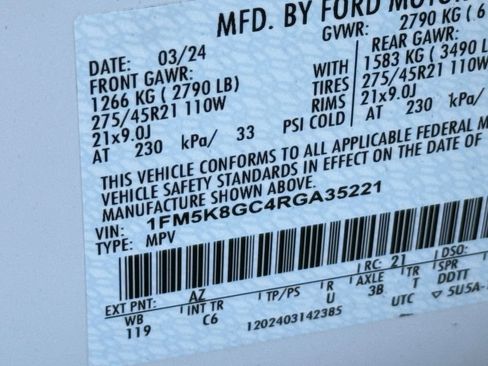 MFD. BY FORD MOTOR
GVWR: 2790 KG ( 6
DATE: 03/24
FRONT GAWR: REAR GAWR:
1266 KG ( 2790 LB) WITH 1583 KG ( 3490 LB
275/45R21 110W TIRES 275/45R21 110W
21x9.0J RIMS 21x9.0J
AT 230 kPa/ 33 PSI COLD AT 230 kPa/
THIS VEHICLE CONFORMS TO ALL APPLICABLE FEDERAL M
VEHICLE SAFETY STANDARDS IN EFFECT ON THE DATE OF
MANUFACTURE SHOWN ABOVE.
VIN: 1FM5K8GC4RGA35221
TYPE: MPV
EXT PNT: AZ RC: 21 DSO:
WB INT TR TP/PS R AXLE TR SPR
119 C6 T U 3B T DDTT
1202403142385 UTC ▽ 5U5A-